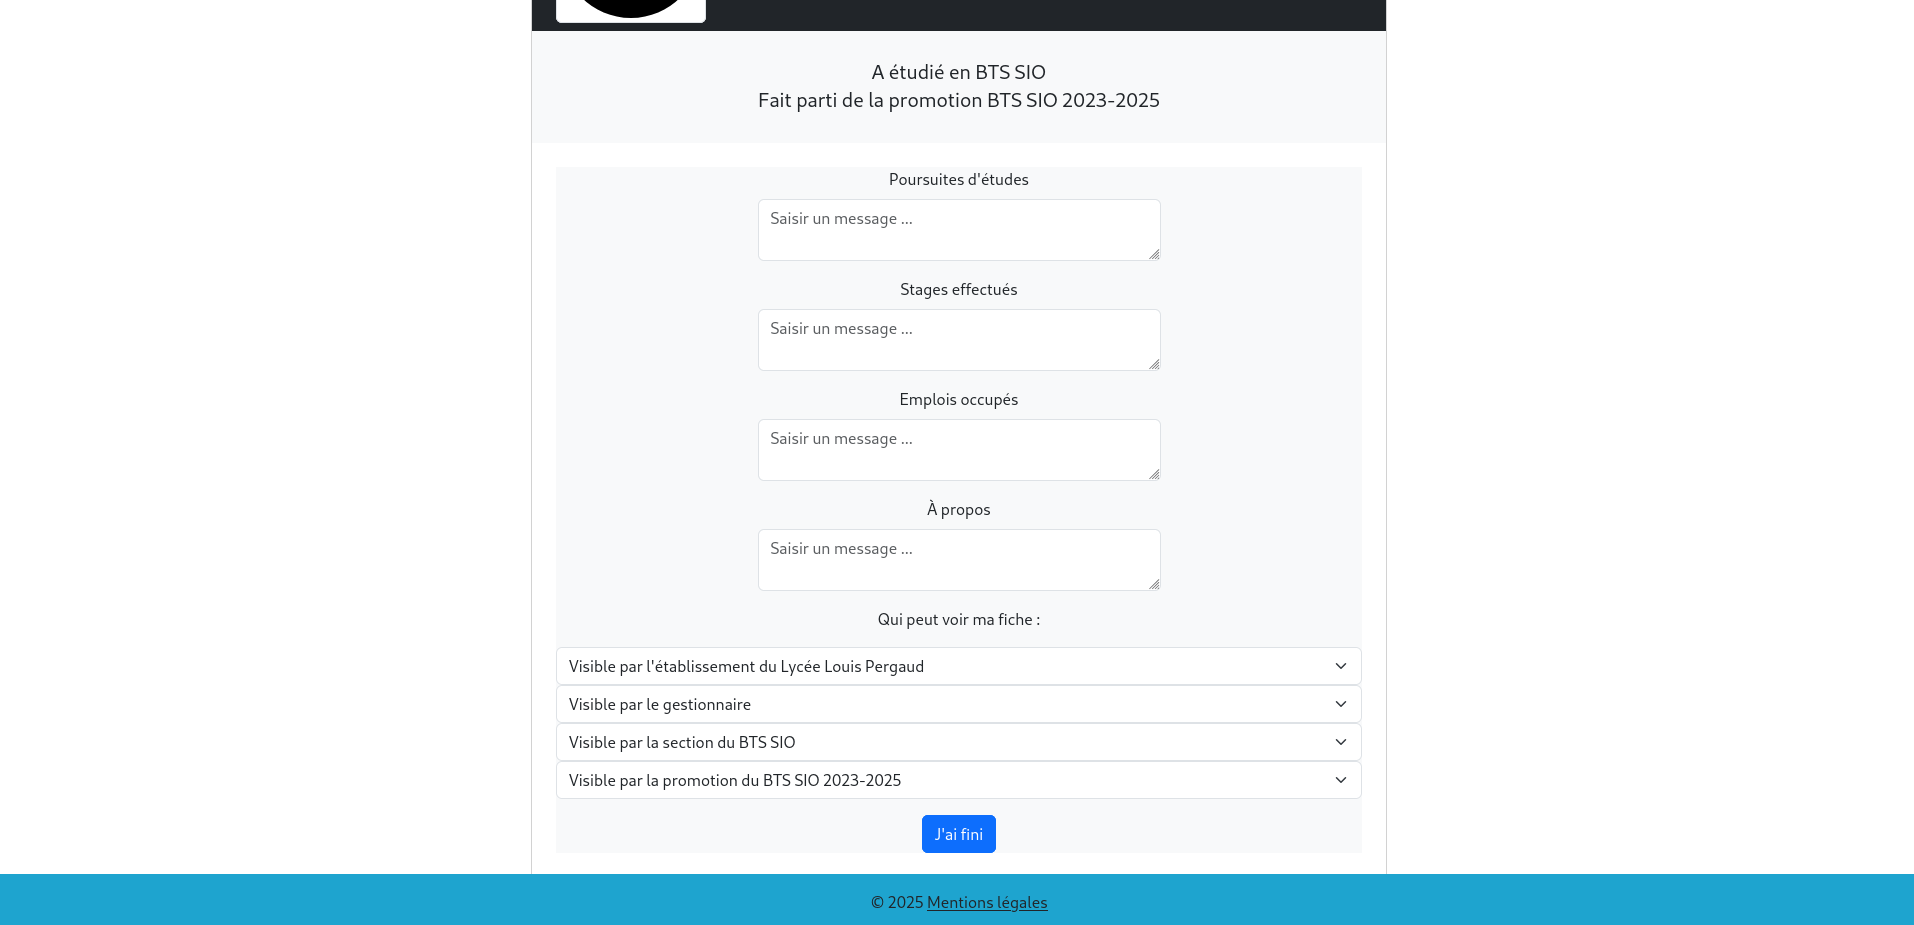 A étudié en BTS SIO
Fait parti de la promotion BTS SIO 2023-2025
Poursuites d'études
Saisir un message ...
Stages effectués
Saisir un message ...
Emplois occupés
Saisir un message ...
À propos
Saisir un message ...
Qui peut voir ma fiche :
Visible par l'établissement du Lycée Louis Pergaud
Visible par le gestionnaire
Visible par la section du BTS SIO
Visible par la promotion du BTS SIO 2023-2025
J'ai fini
© 2025 Mentions légales